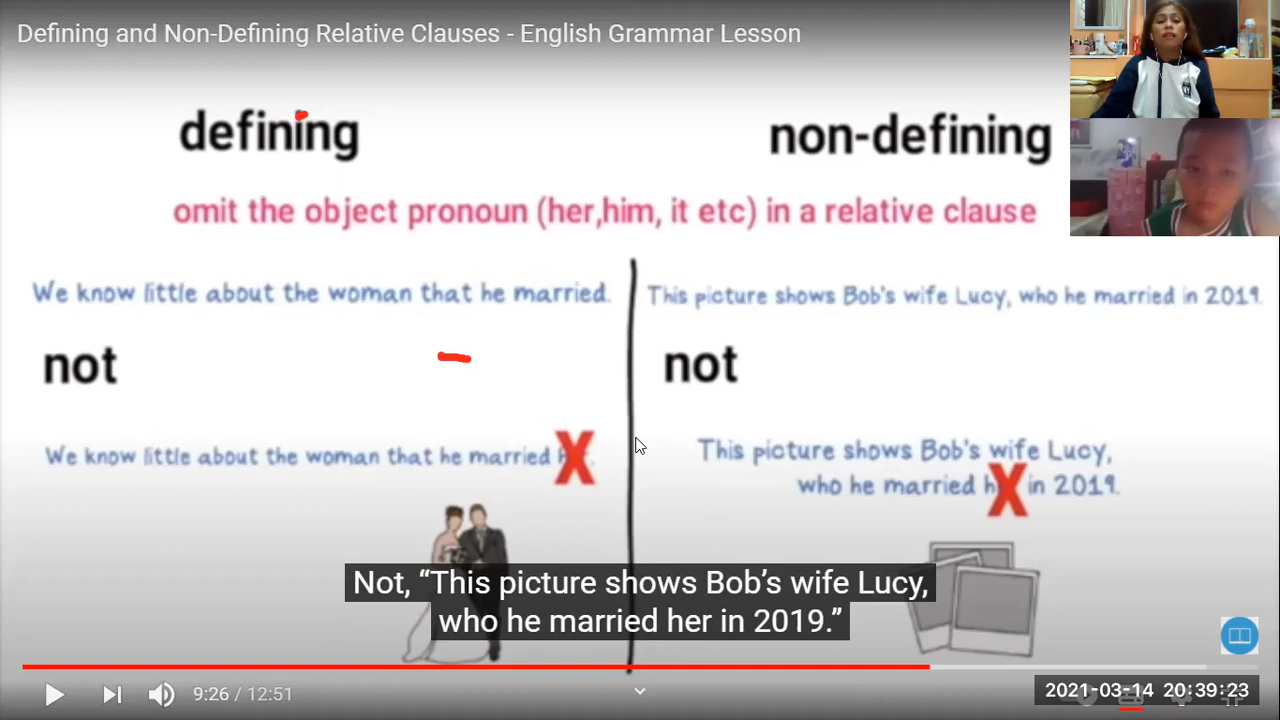 Defining and Non-Defining Relative Clauses - English Grammar Lesson
defining
non-defining
omit the object pronoun (her,him, it etc) in a relative clause
We know little about the woman that he married.
This picture shows Bob's wife Lucy, who he married in 2019.
not
not
We know little about the woman that he married
X
This picture shows Bob's wife Lucy,
who he married X in 2019.
Not, “This picture shows Bob’s wife Lucy,
who he married her in 2019.”
9:26 / 12:51
2021-03-14 20:39:23